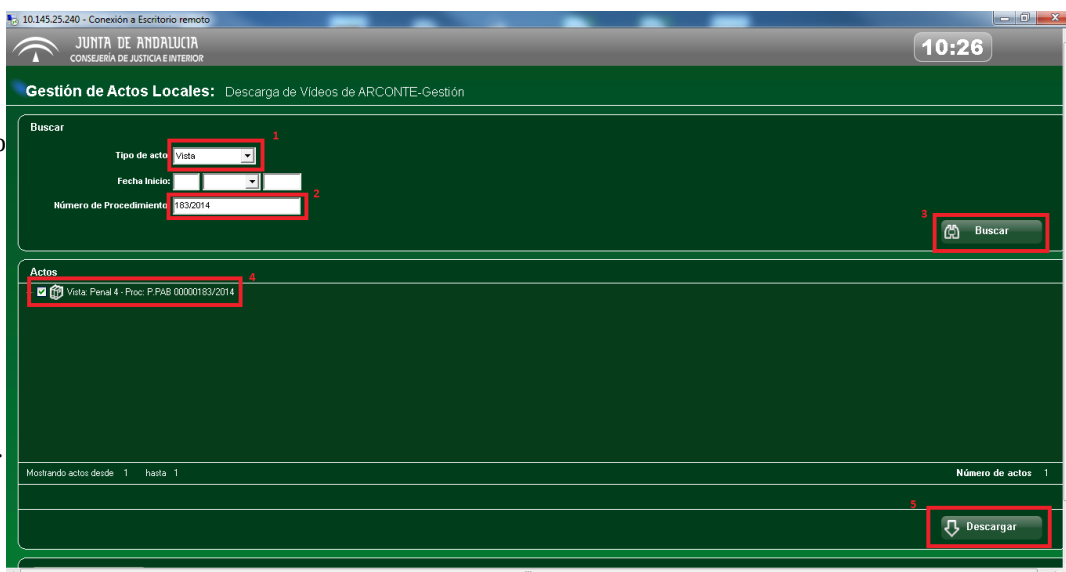 10.145.25.240 - Conexión a Escritorio remoto
JUNTA DE ANDALUCIA
CONSEJERÍA DE JUSTICIA E INTERIOR
10:26
Gestión de Actos Locales: Descarga de Vídeos de ARCONTE-Gestión
Buscar
1
Tipo de acto Vista
Fecha Inicio:
2
Número de Procedimiento 183/2014
3
Buscar
Actos
4
Vista: Penal 4 - Proc: P.PAB 00000183/2014
Mostrando actos desde 1 hasta 1
Número de actos 1
5
Descargar